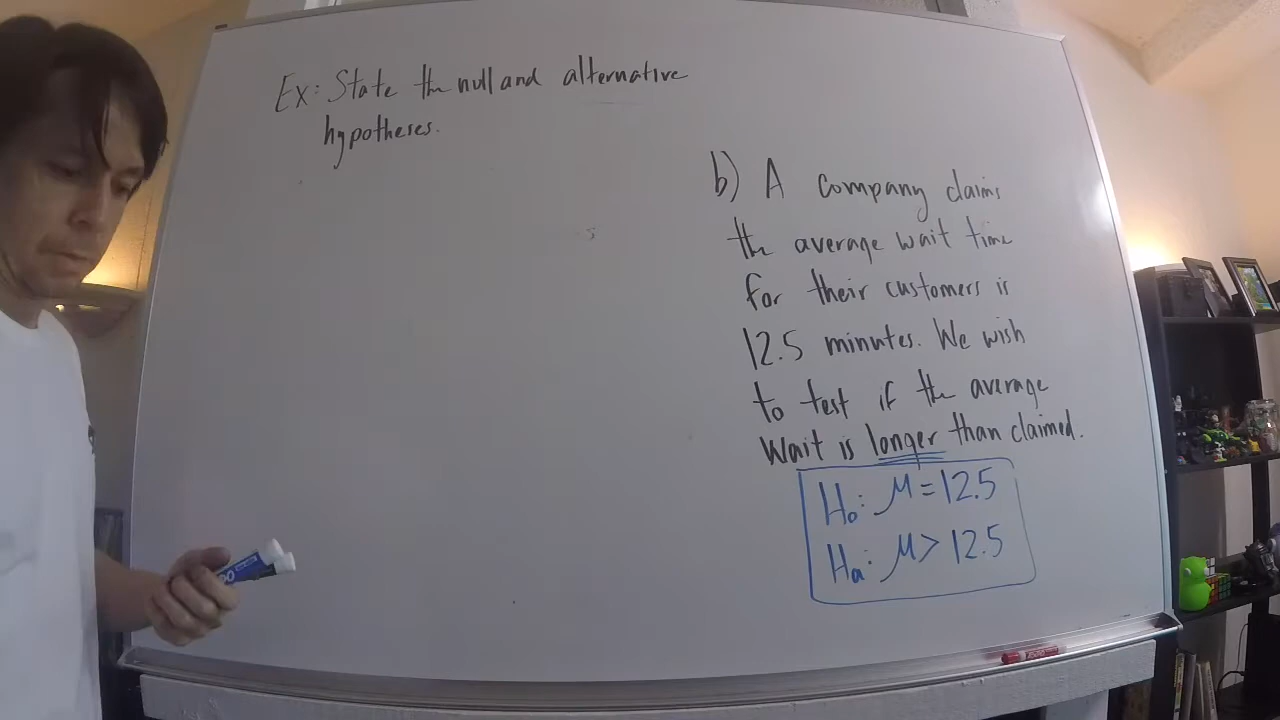 Ex: State the null and alternative
hypotheses.
b) A company claims
the average wait time
for their customers is
12.5 minutes. We wish
to test if the average
wait is longer than claimed.
H₀: μ = 12.5
Hₐ: μ > 12.5